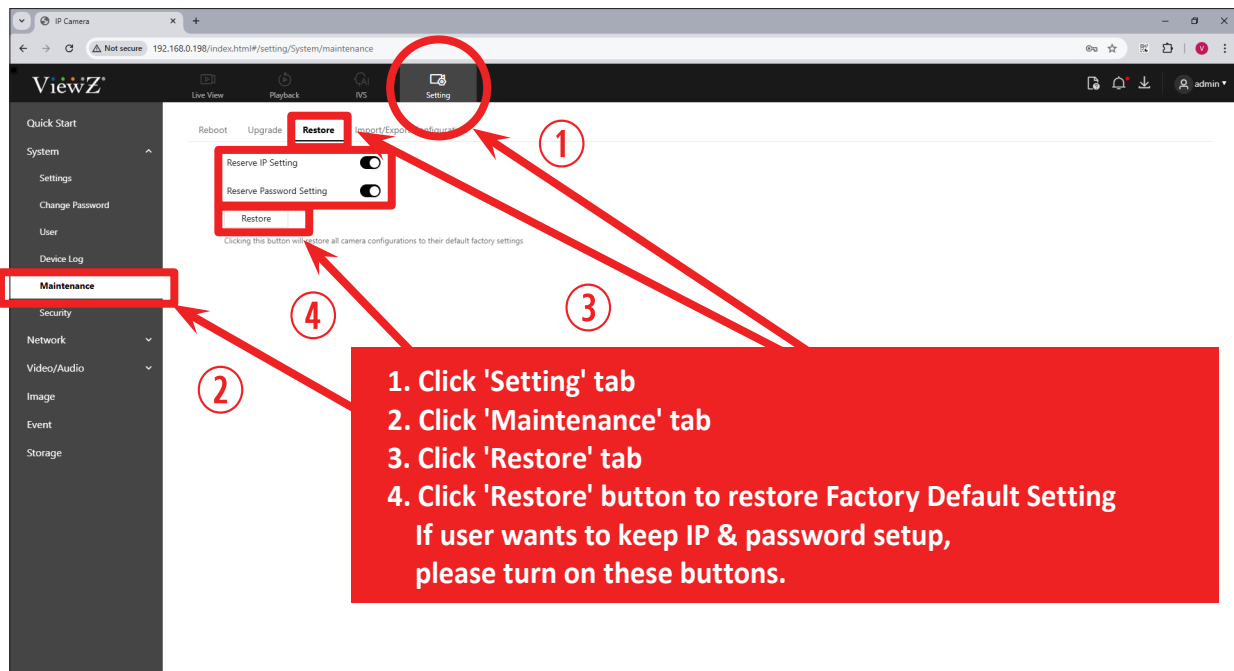 IP Camera
Not secure 192.168.0.198/index.html#/setting/System/maintenance
V
ViewZ
Live View Playback IVS Setting
admin
Quick Start
System
Settings
Change Password
User
Device Log
Maintenance
Security
Network
Video/Audio
Image
Event
Storage
Reboot Upgrade Restore
Reserve IP Setting
Reserve Password Setting
Restore
Clicking this button will restore all camera configurations to their default factory settings
1
2
3
4
1. Click 'Setting' tab
2. Click 'Maintenance' tab
3. Click 'Restore' tab
4. Click 'Restore' button to restore Factory Default Setting
If user wants to keep IP & password setup,
please turn on these buttons.